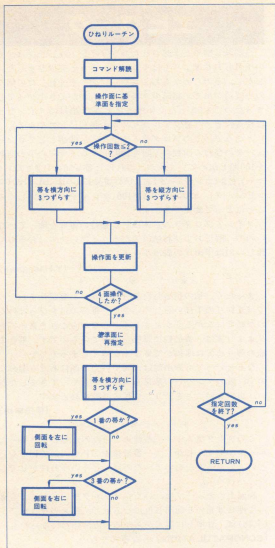 ひねりルーチン
コマンド解読
操作面に基
準面を指定
操作回数≦2
?
yes
no
帯を横方向に
3つずらす
帯を縦方向に
3つずらす
操作面を更新
4面操作
したか?
no
yes
基準面に
再指定
帯を横方向に
3つずらす
1番の帯か?
yes
no
側面を左に
回転
3番の帯か?
yes
no
側面を右に
回転
指定回数
を終了?
no
yes
RETURN